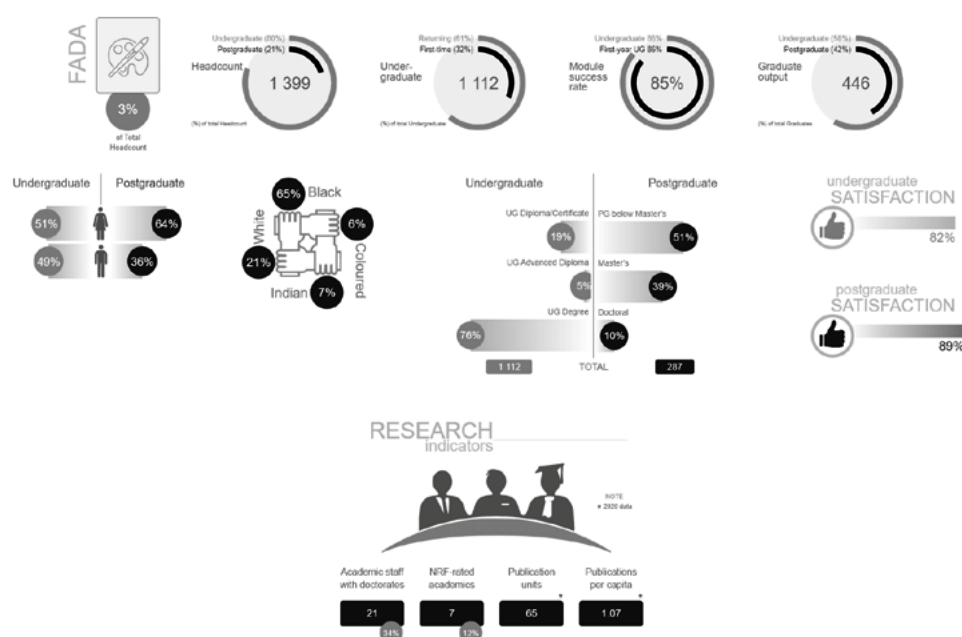 FADA
3%
of Total
Headcount
Undergraduate (80%)
Postgraduate (21%)
Headcount
1 399
(%) of total Headcount
Returning (61%)
First-time (32%)
Under-
graduate
1 112
(%) of total Undergraduate
Undergraduate 85%
First-year UG 86%
Module
success
rate
85%
Undergraduate (58%)
Postgraduate (42%)
Graduate
output
446
(%) of total Graduates
Undergraduate
Postgraduate
51%
64%
49%
36%
65%
Black
White
6%
Coloured
21%
Indian
7%
Undergraduate
Postgraduate
UG Diploma/Certificate
PG below Master's
19%
51%
UG Advanced Diploma
Master's
5%
39%
UG Degree
Doctoral
76%
10%
1 112
TOTAL
287
undergraduate
SATISFACTION
82%
postgraduate
SATISFACTION
89%
RESEARCH
indicators
NOTE
* 2020 data
Academic staff
with doctorates
21
34%
NRF-rated
academics
7
12%
Publication
units
*
65
Publications
per capita
*
1.07